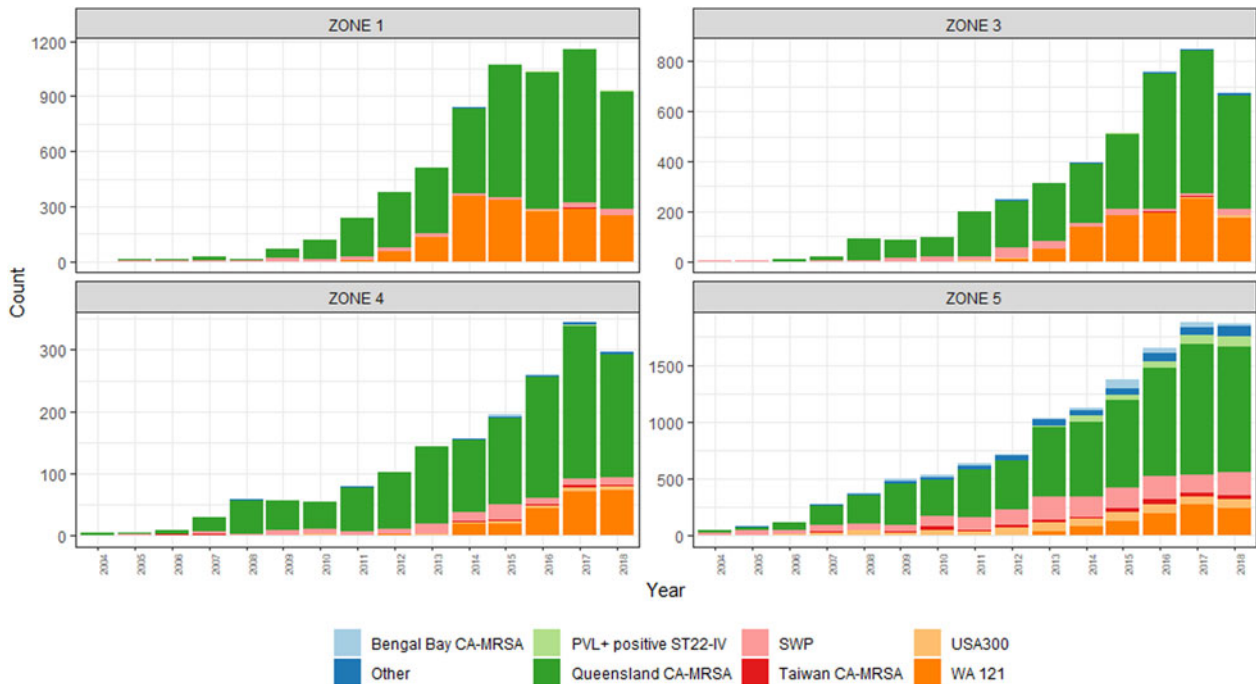 ZONE 1
ZONE 3
1200
900
600
300
0
800
600
400
200
0
ZONE 4
ZONE 5
300
200
100
0
1500
1000
500
0
Count
2004 2005 2006 2007 2008 2009 2010 2011 2012 2013 2014 2015 2016 2017 2018
2004 2005 2006 2007 2008 2009 2010 2011 2012 2013 2014 2015 2016 2017 2018
Year
Bengal Bay CA-MRSA PVL+ positive ST22-IV SWP USA300
Other Queensland CA-MRSA Taiwan CA-MRSA WA 121